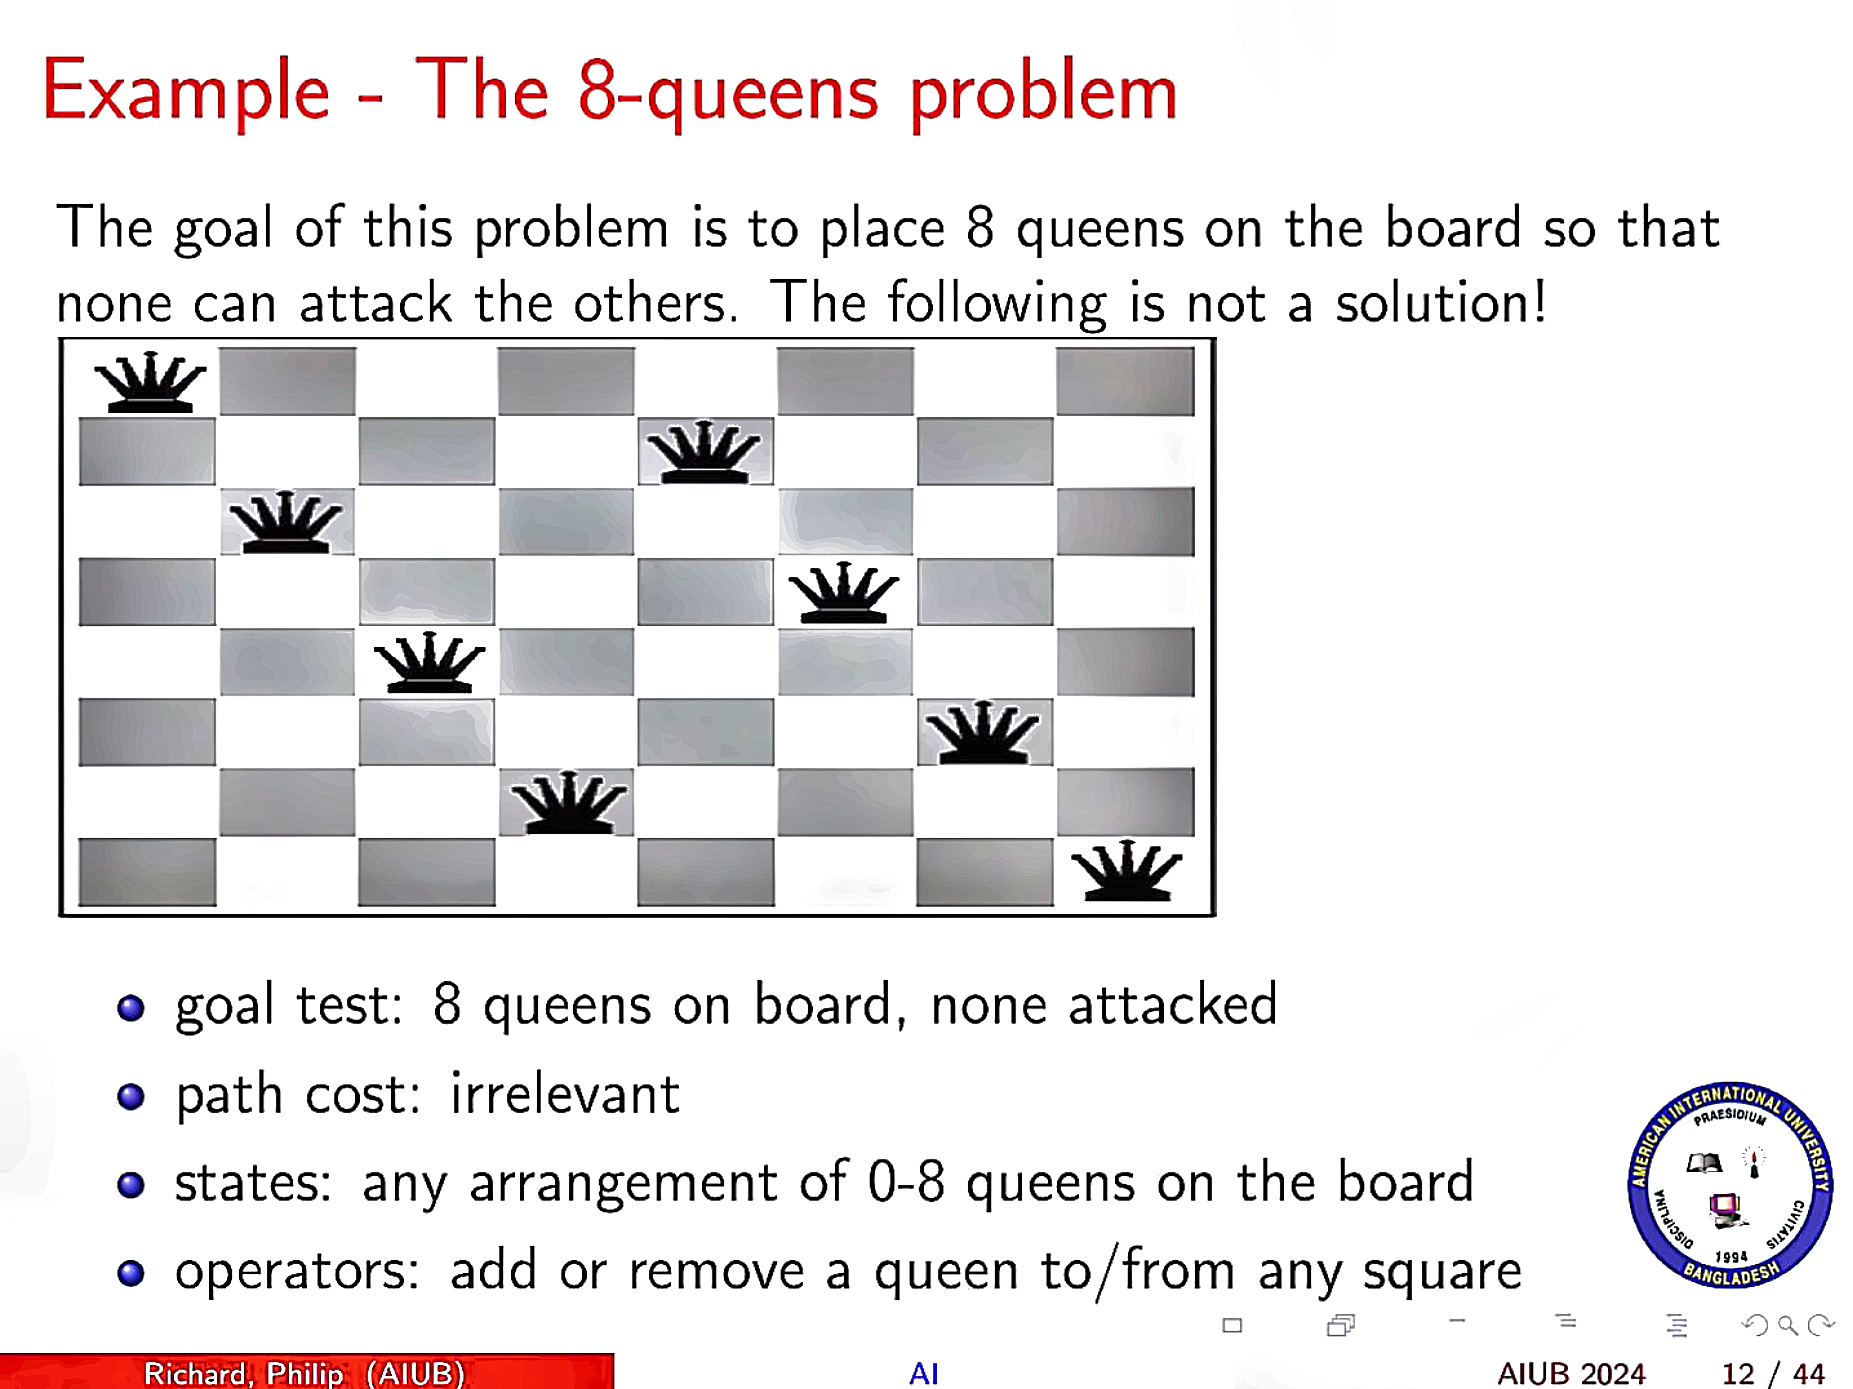 Example - The 8-queens problem
The goal of this problem is to place 8 queens on the board so that
none can attack the others. The following is not a solution!
goal test: 8 queens on board, none attacked
path cost: irrelevant
states: any arrangement of 0-8 queens on the board
operators: add or remove a queen to/from any square
AMERICAN INTERNATIONAL UNIVERSITY
PRAESIDIUM
DISCIPLINA
CIVITATIS
1994
BANGLADESH
Richard, Philip (AIUB) AI AIUB 2024 12 / 44